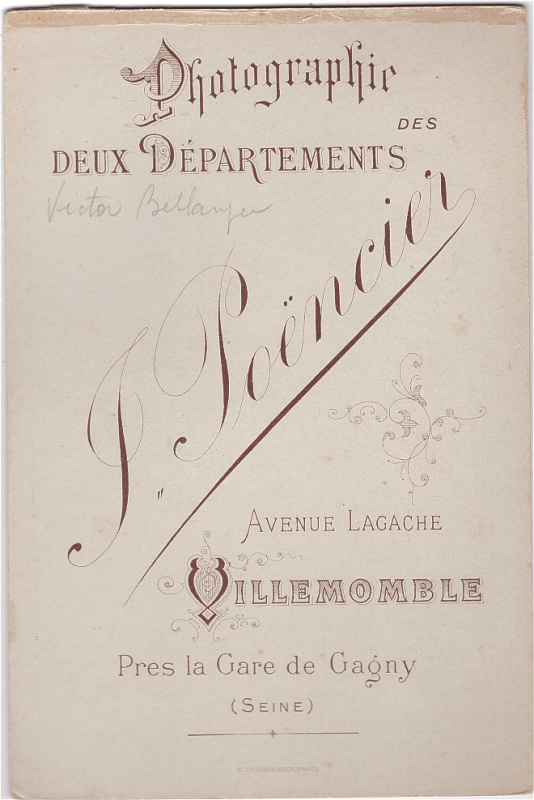 Photographie
DES
DEUX DÉPARTEMENTS
Victor Bellanger
J. Poëncier
AVENUE LAGACHE
VILLEMOMBLE
Pres la Gare de Gagny
(SEINE)